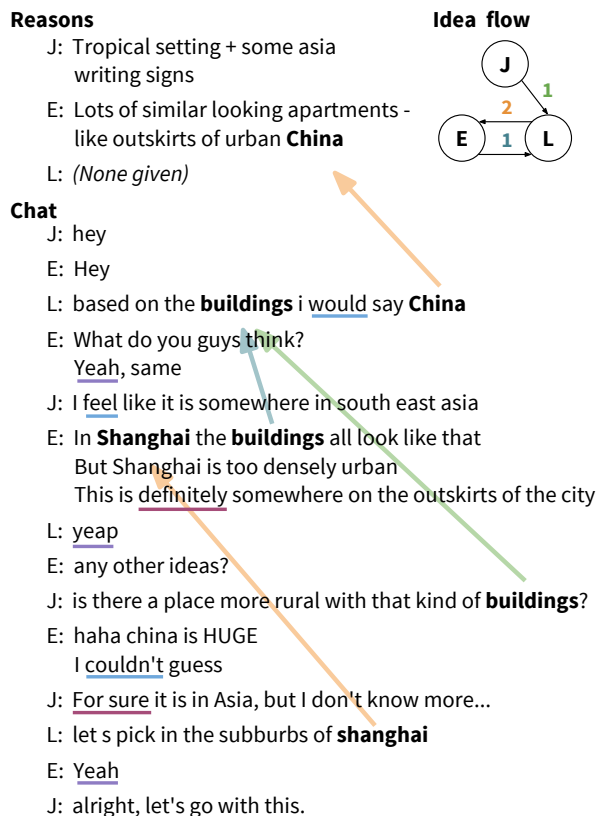 Reasons
J: Tropical setting + some asia
writing signs
E: Lots of similar looking apartments -
like outskirts of urban China
L: (None given)
Idea flow
J
1
2
E
1
L
Chat
J: hey
E: Hey
L: based on the buildings i would say China
E: What do you guys think?
Yeah, same
J: I feel like it is somewhere in south east asia
E: In Shanghai the buildings all look like that
But Shanghai is too densely urban
This is definitely somewhere on the outskirts of the city
L: yeap
E: any other ideas?
J: is there a place more rural with that kind of buildings?
E: haha china is HUGE
I couldn't guess
J: For sure it is in Asia, but I don't know more...
L: let s pick in the subburbs of shanghai
E: Yeah
J: alright, let's go with this.